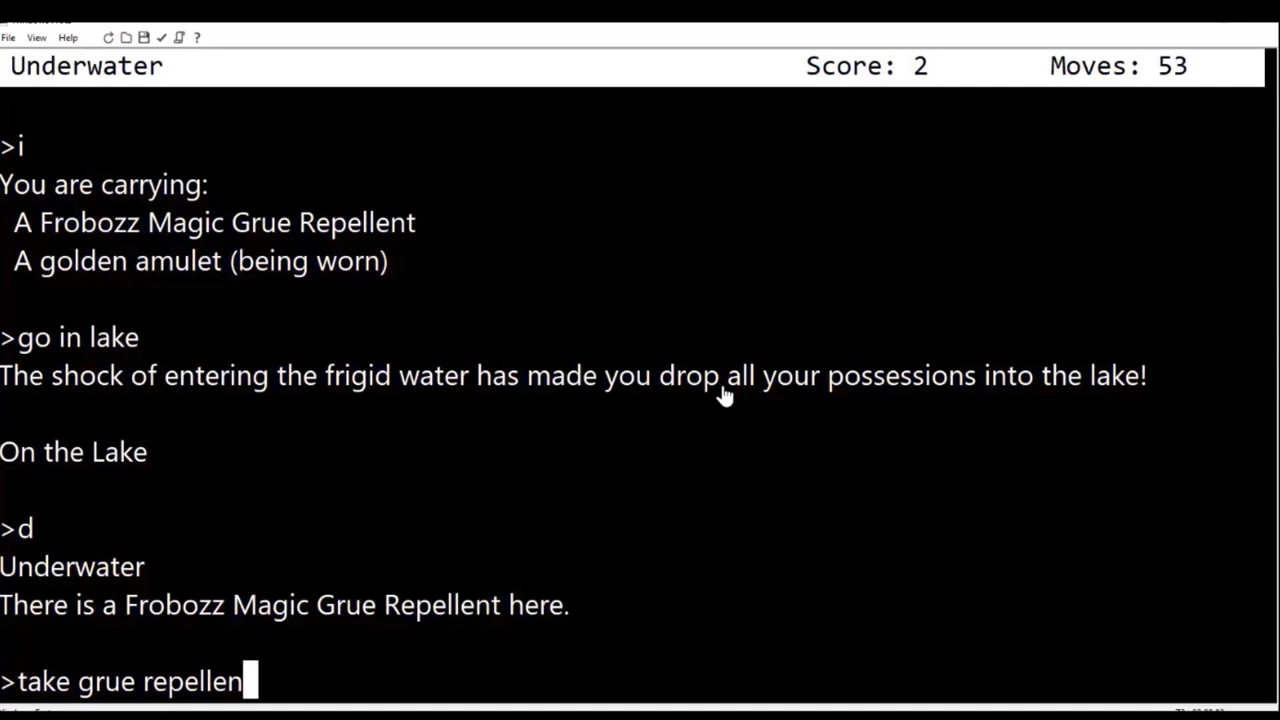 File View Help ?
Underwater Score: 2 Moves: 53
>i
You are carrying:
A Frobozz Magic Grue Repellent
A golden amulet (being worn)
>go in lake
The shock of entering the frigid water has made you drop all your possessions into the lake!
On the Lake
>d
Underwater
There is a Frobozz Magic Grue Repellent here.
>take grue repellen